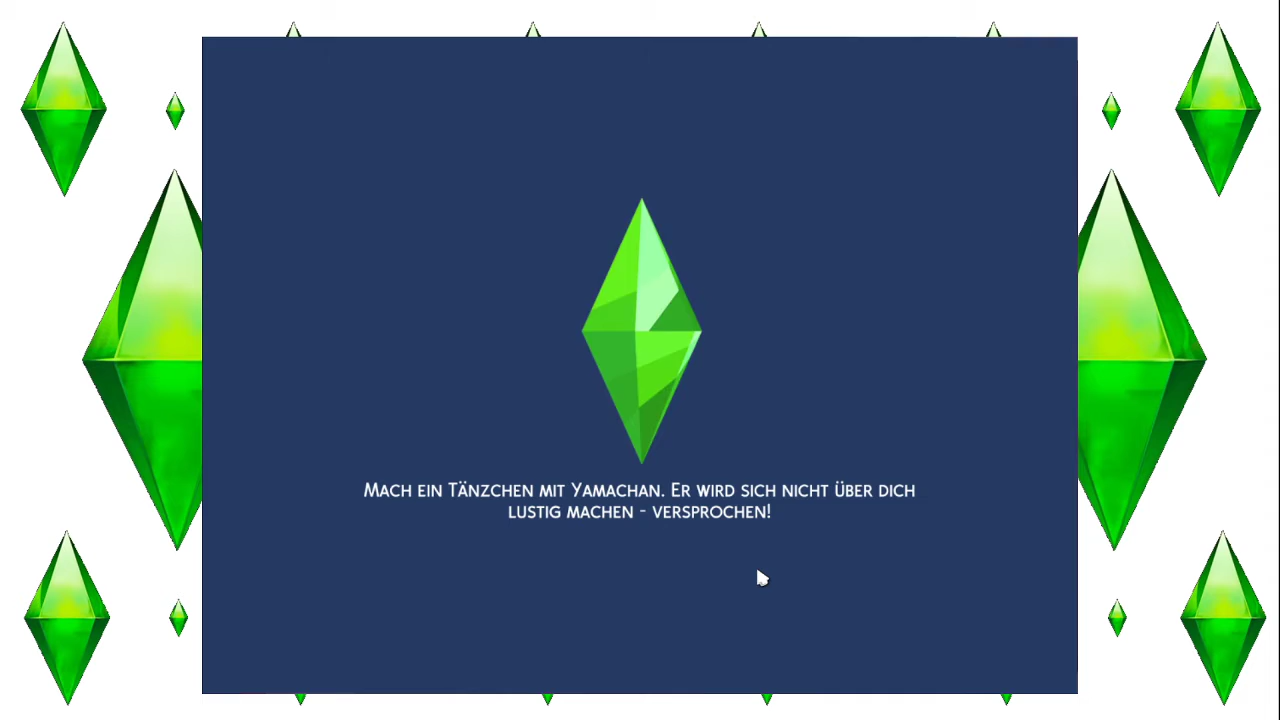 Mach ein Tänzchen mit Yamachan. Er wird sich nicht über dich
lustig machen - versprochen!